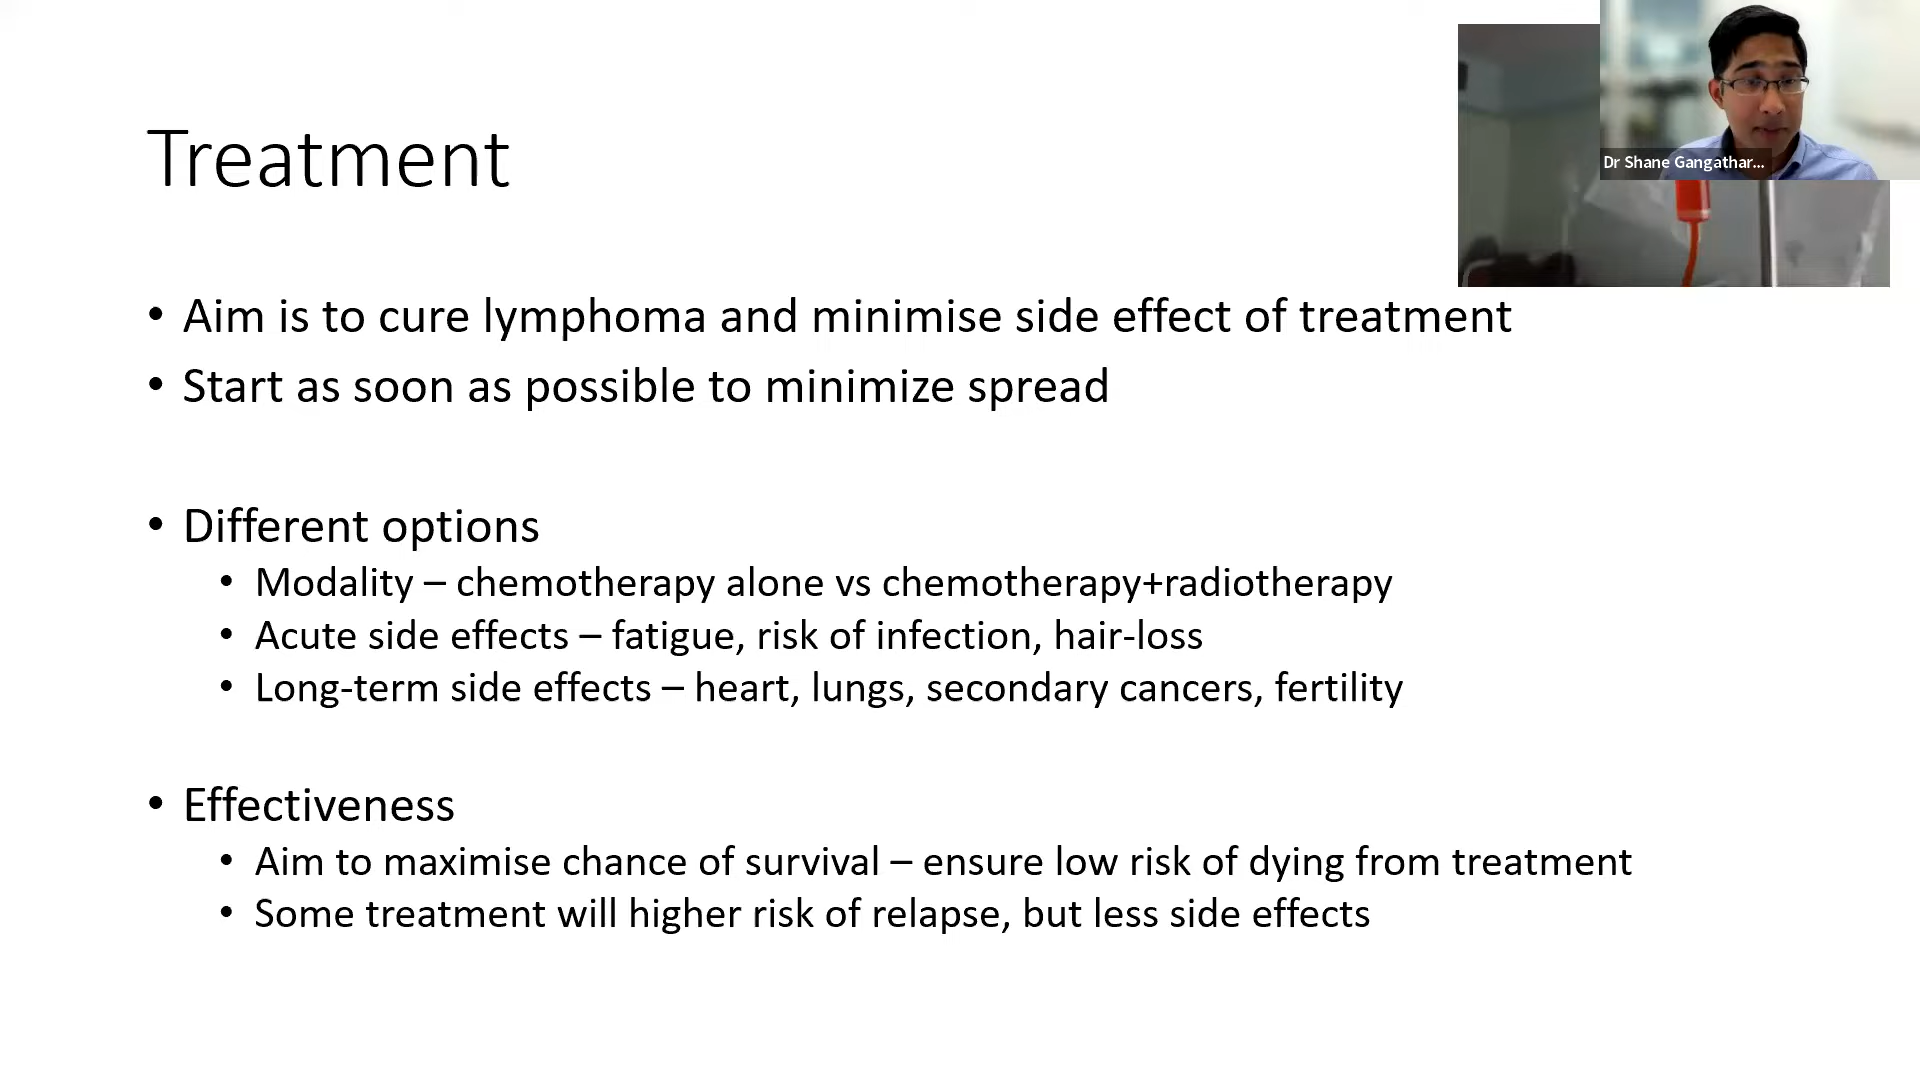 Treatment
Dr Shane Gangathar...
• Aim is to cure lymphoma and minimise side effect of treatment
• Start as soon as possible to minimize spread
• Different options
• Modality – chemotherapy alone vs chemotherapy+radiotherapy
• Acute side effects – fatigue, risk of infection, hair-loss
• Long-term side effects – heart, lungs, secondary cancers, fertility
• Effectiveness
• Aim to maximise chance of survival – ensure low risk of dying from treatment
• Some treatment will higher risk of relapse, but less side effects